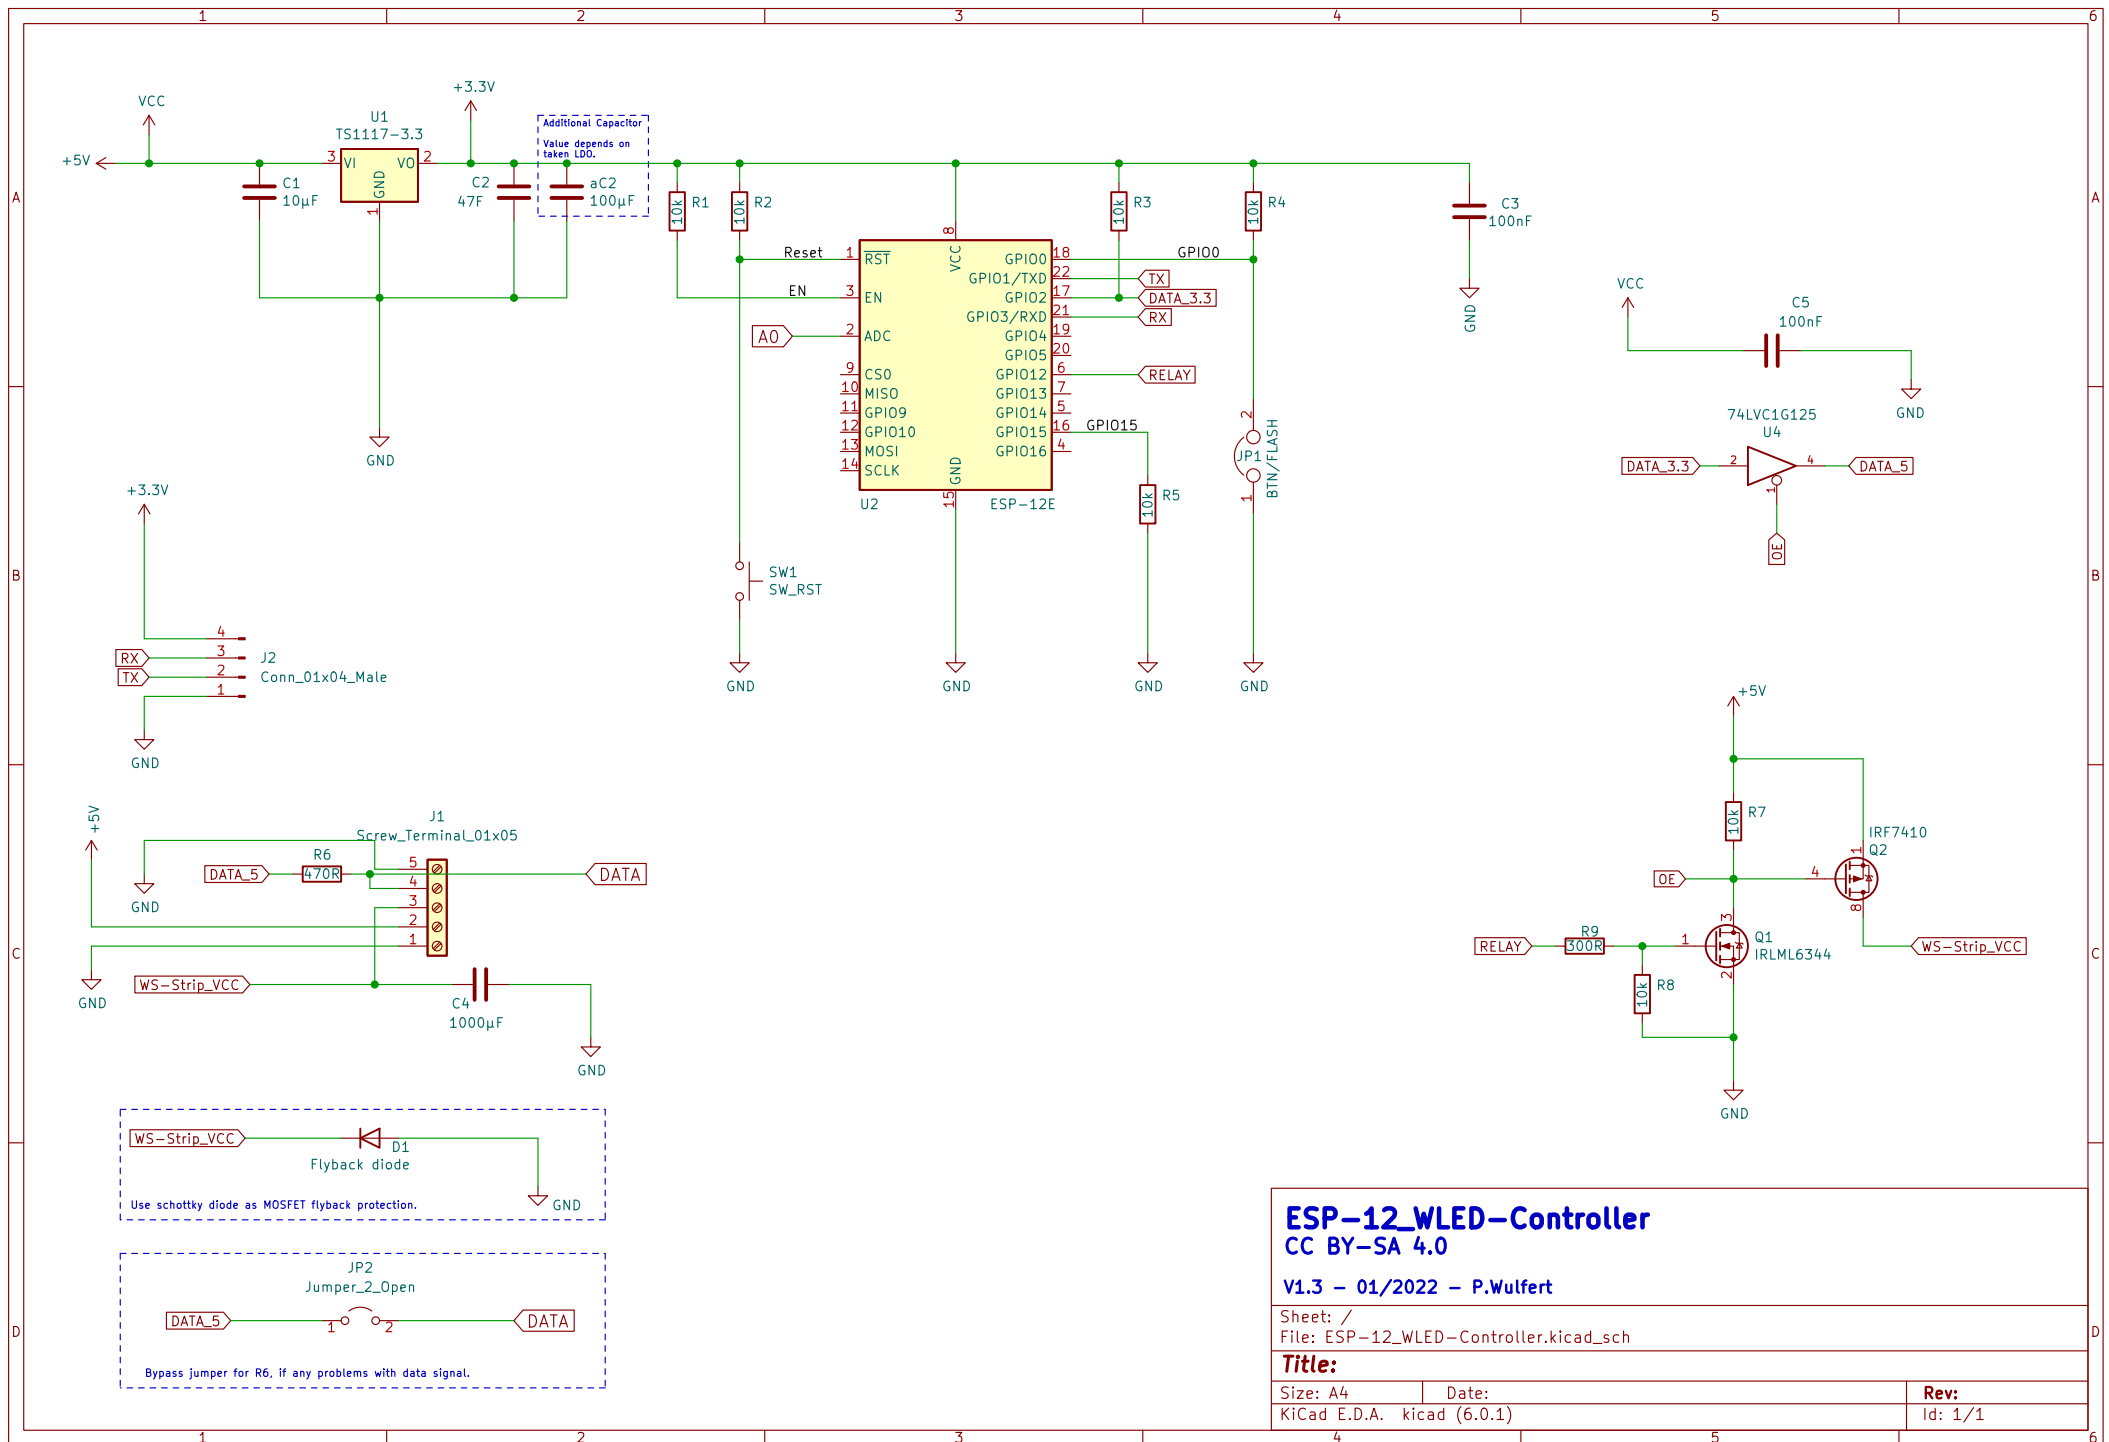 1 2 3 4 5 6
A
B
C
D
A
B
C
D
VCC
+5V
U1
TS1117-3.3
3 VI VO 2
GND
1
+3.3V
C1
10µF
C2
47F
Additional Capacitor
Value depends on
taken LDO.
aC2
100µF
GND
10k R1
10k R2
10k R3
10k R4
C3
100nF
GND
Reset
EN
A0
8
VCC
1 RST
3 EN
2 ADC
9 CS0
10 MISO
11 GPIO9
12 GPIO10
13 MOSI
14 SCLK
GPIO0 18
GPIO1/TXD 22
GPIO2 17
GPIO3/RXD 21
GPIO4 19
GPIO5 20
GPIO12 6
GPIO13 7
GPIO14 5
GPIO15 16
GPIO16 4
GND
15
U2
ESP-12E
GPIO0
TX
DATA_3.3
RX
RELAY
GPIO15
10k R5
2
JP1
BTN/FLASH
1
SW1
SW_RST
GND
GND
GND
GND
VCC
C5
100nF
GND
74LVC1G125
U4
DATA_3.3
2
4
DATA_5
1
OE
+3.3V
4
RX 3
TX 2
1
J2
Conn_01x04_Male
GND
+5V
J1
Screw_Terminal_01x05
R6
DATA_5
470R
5
4
3
2
1
DATA
GND
GND
WS-Strip_VCC
C4
1000µF
GND
+5V
10k R7
IRF7410
Q2
1
4
8
OE
3
Q1
IRLML6344
1
2
RELAY
R9
300R
10k R8
WS-Strip_VCC
GND
WS-Strip_VCC
D1
Flyback diode
GND
Use schottky diode as MOSFET flyback protection.
JP2
Jumper_2_Open
DATA_5
1 2
DATA
Bypass jumper for R6, if any problems with data signal.
ESP-12_WLED-Controller
CC BY-SA 4.0
V1.3 - 01/2022 - P.Wulfert
Sheet: /
File: ESP-12_WLED-Controller.kicad_sch
Title:
Size: A4 Date: Rev:
KiCad E.D.A. kicad (6.0.1) Id: 1/1
1 2 3 4 5 6